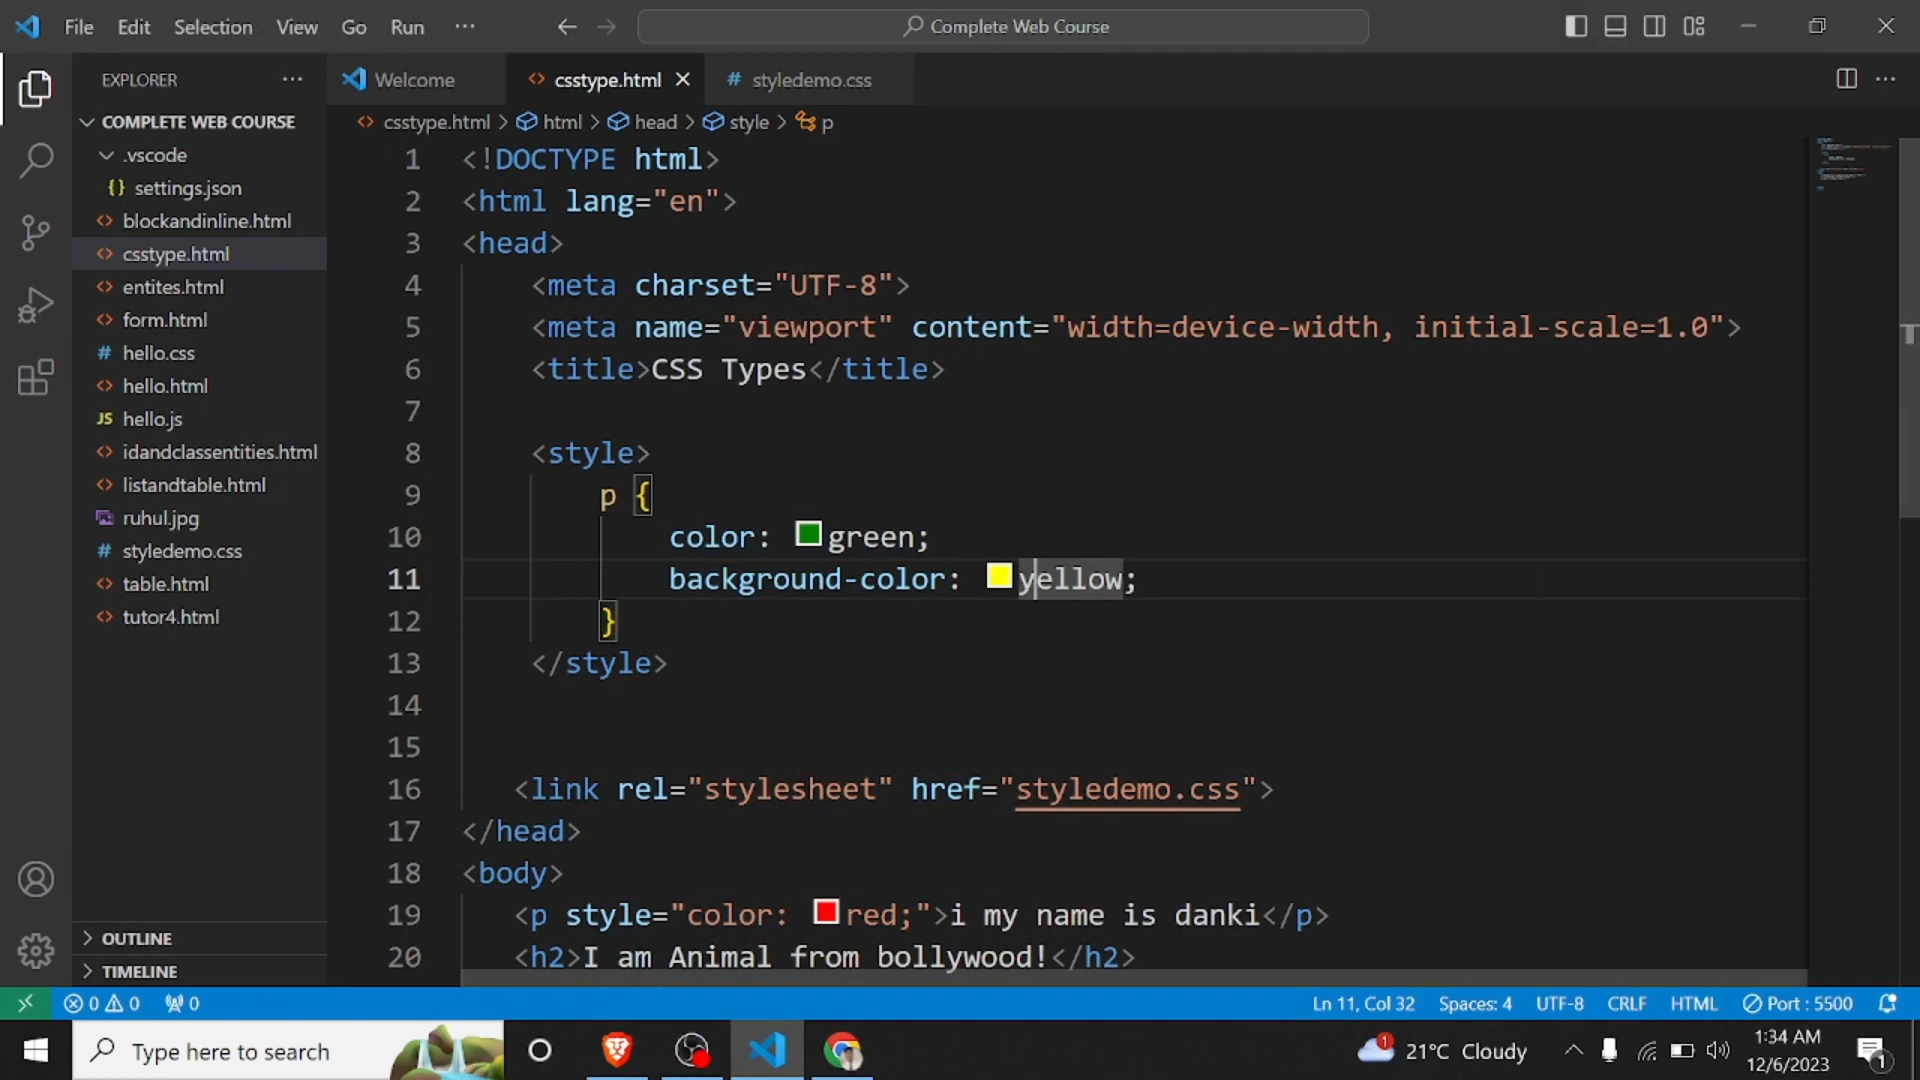 File Edit Selection View Go Run ···
Complete Web Course
EXPLORER ···
Welcome
csstype.html
# styledemo.css
COMPLETE WEB COURSE
.vscode
{} settings.json
<> blockandinline.html
<> csstype.html
<> entites.html
<> form.html
# hello.css
<> hello.html
JS hello.js
<> idandclassentities.html
<> listandtable.html
ruhul.jpg
# styledemo.css
<> table.html
<> tutor4.html
OUTLINE
TIMELINE
<> csstype.html > html > head > style > p
1 <!DOCTYPE html>
2 <html lang="en">
3 <head>
4 <meta charset="UTF-8">
5 <meta name="viewport" content="width=device-width, initial-scale=1.0">
6 <title>CSS Types</title>
7
8 <style>
9 p {
10 color: green;
11 background-color: yellow;
12 }
13 </style>
14
15
16 <link rel="stylesheet" href="styledemo.css">
17 </head>
18 <body>
19 <p style="color: red;">i my name is danki</p>
20 <h2>I am Animal from bollywood!</h2>
0 0 0
Ln 11, Col 32 Spaces: 4 UTF-8 CRLF HTML Port : 5500
Type here to search
1
21°C Cloudy
1:34 AM
12/6/2023
1